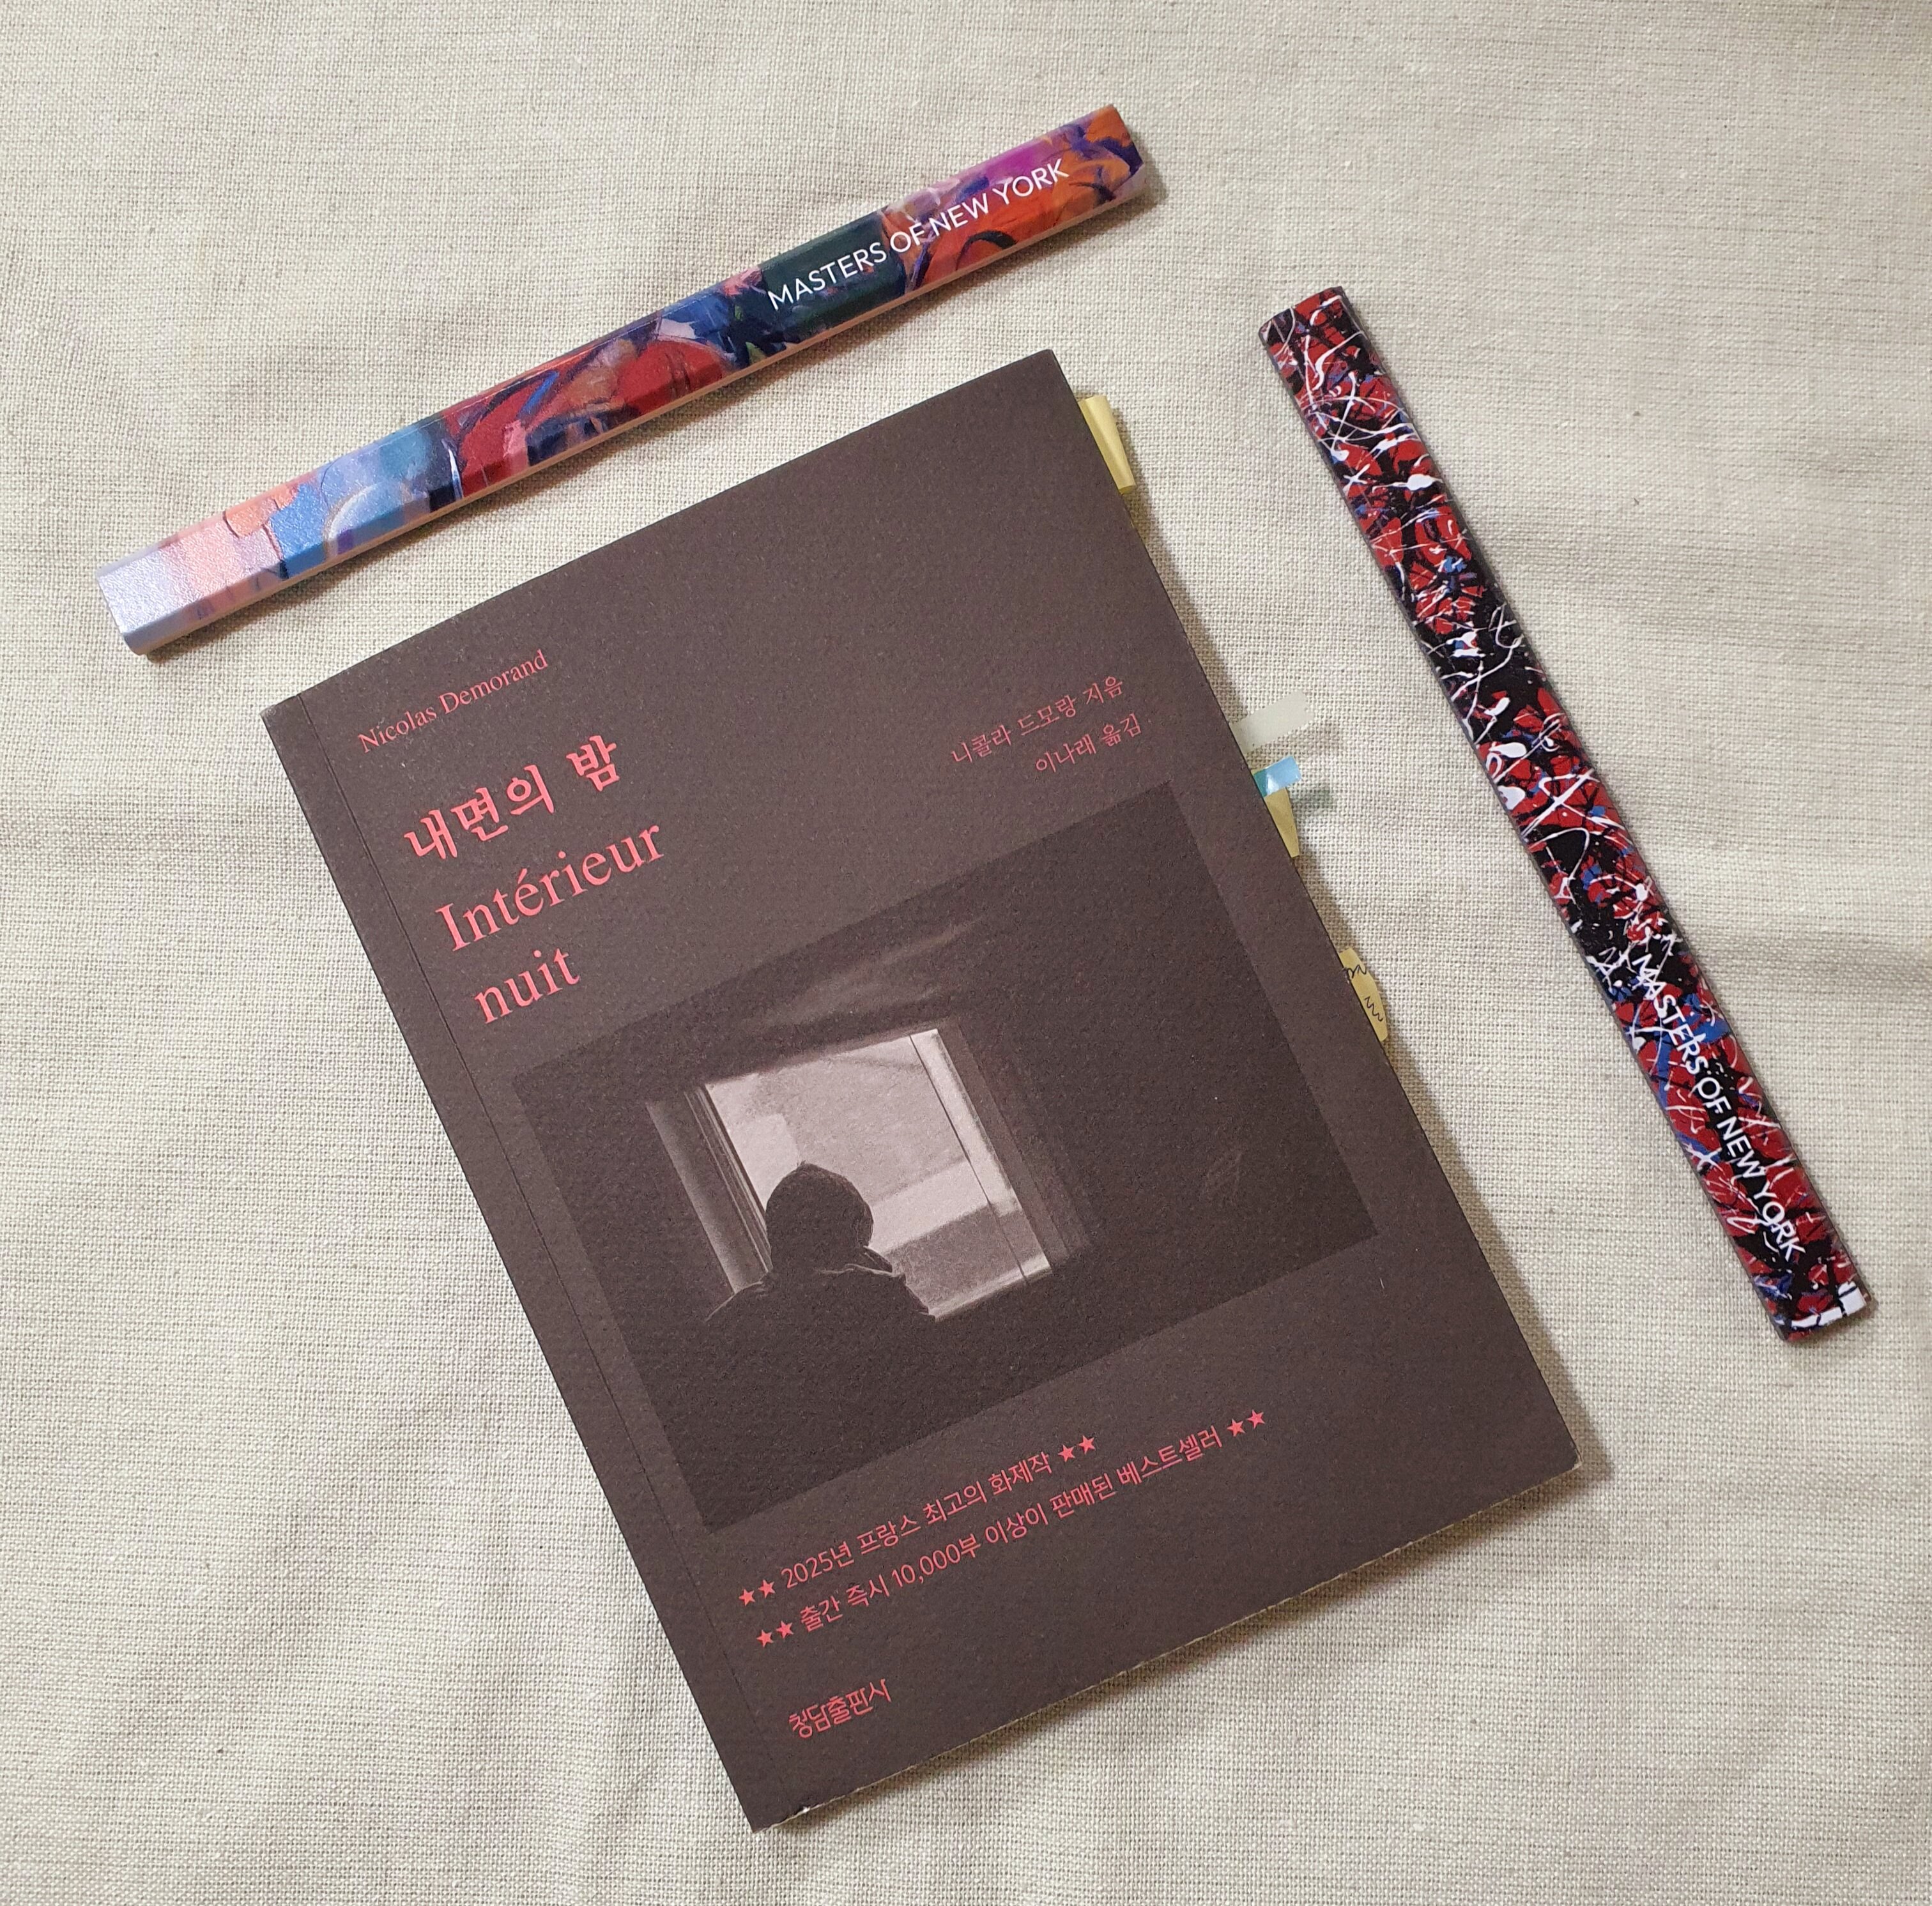 MASTERS OF NEW YORK
Nicolas Demorand
내면의 밤
Intérieur
nuit
니콜라 드모랑 지음
이나래 옮김
★★ 2025년 프랑스 최고의 화제작 ★★
★★ 출간 즉시 10,000부 이상이 판매된 베스트셀러 ★★
청담출판사
MASTERS OF NEW YORK